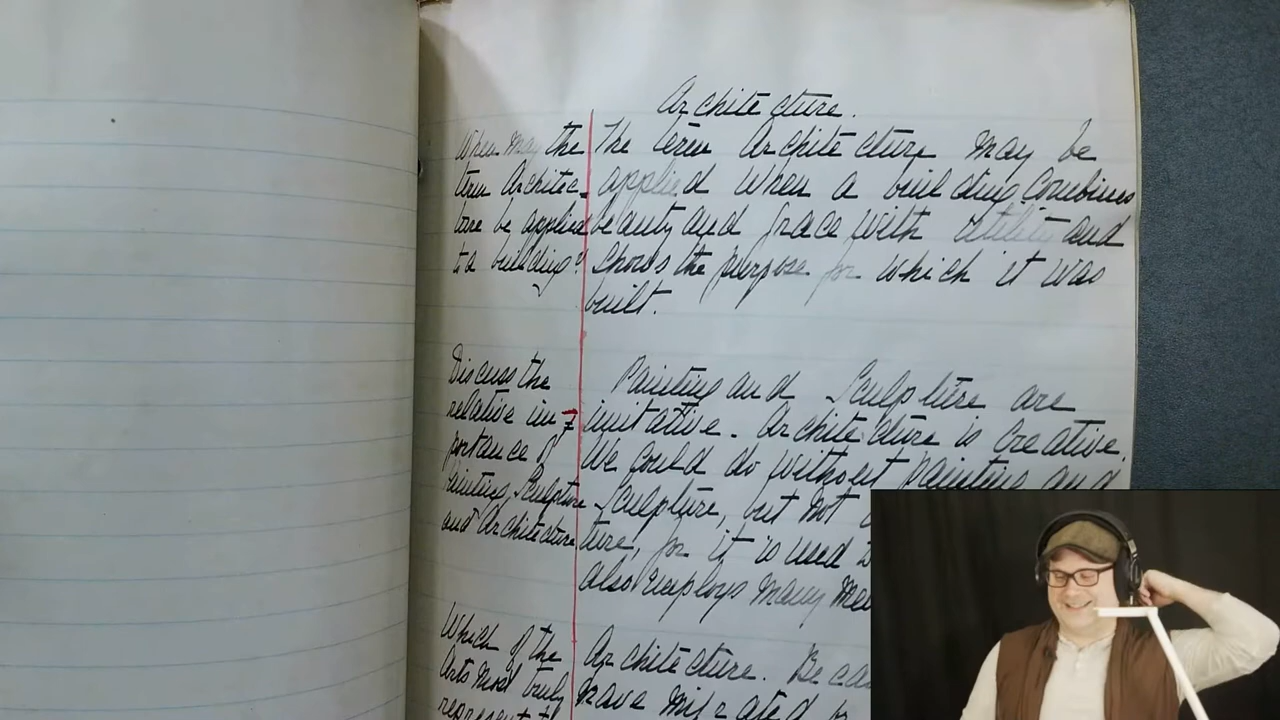 Architecture.
When may the
term Architec-
ture be applied
to a building?
The term Architecture may be
applied when a building combines
beauty and grace with utility and
shows the purpose for which it was
built.
Discuss the
relative im-
portance of
Painting, Sculpture
and Architecture
Painting and Sculpture are
imitative. Architecture is creative.
We could do without painting and
Sculpture, but not
ture, for it is used
also employs many
Which of the
Arts most truly
represent
Architecture.
have migrated